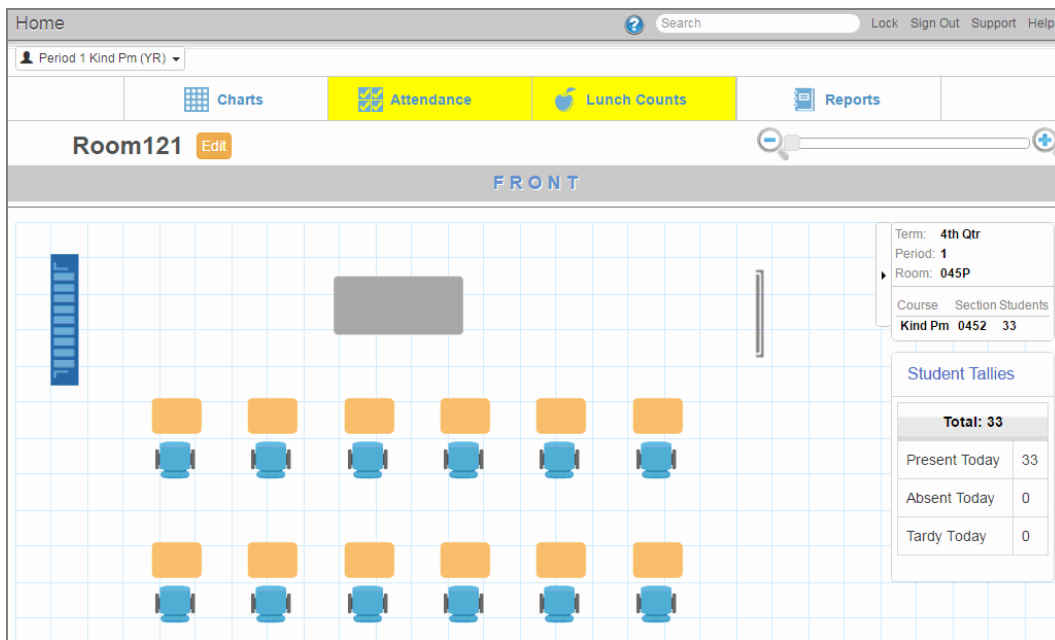 Home
Search
Lock Sign Out Support Help
Period 1 Kind Pm (YR)
Charts
Attendance
Lunch Counts
Reports
Room121 Edit
FRONT
Term: 4th Qtr
Period: 1
Room: 045P
Course Section Students
Kind Pm 0452 33
Student Tallies
Total: 33
Present Today 33
Absent Today 0
Tardy Today 0